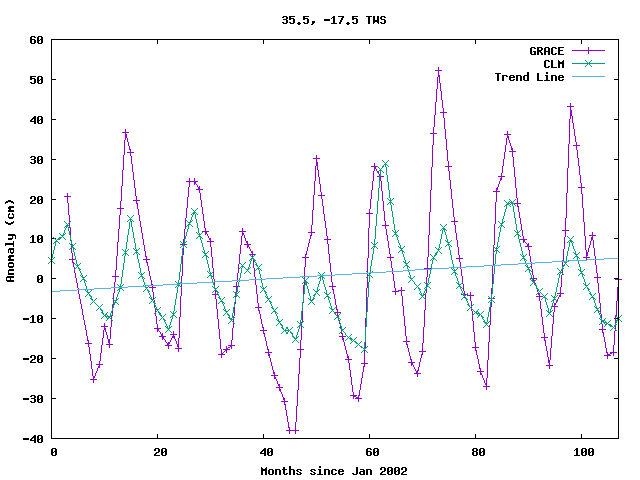 35.5, -17.5 TWS
GRACE
CLM
Trend Line
Anomaly (cm)
60
50
40
30
20
10
0
-10
-20
-30
-40
0 20 40 60 80 100
Months since Jan 2002